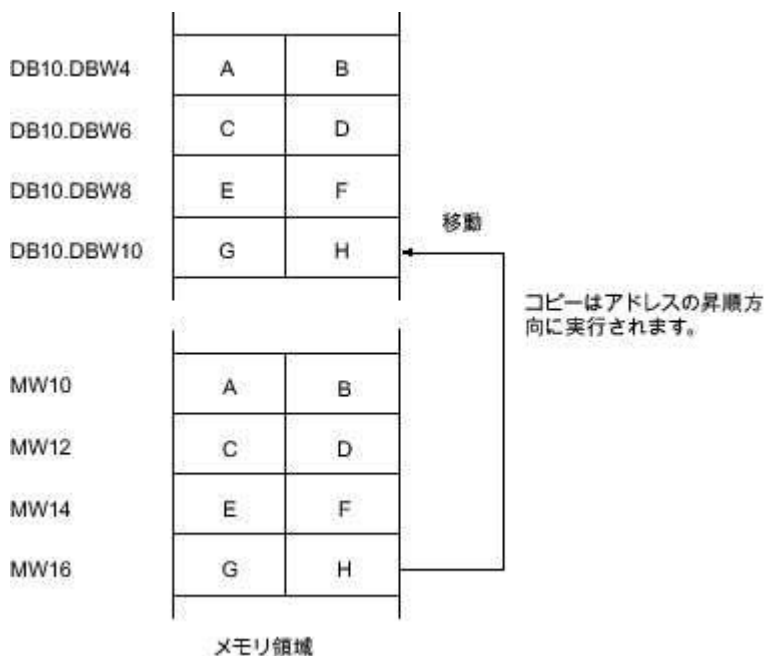 DB10.DBW4 A B
DB10.DBW6 C D
DB10.DBW8 E F
DB10.DBW10 G H
移動
コピーはアドレスの昇順方
向に実行されます。
MW10 A B
MW12 C D
MW14 E F
MW16 G H
メモリ領域